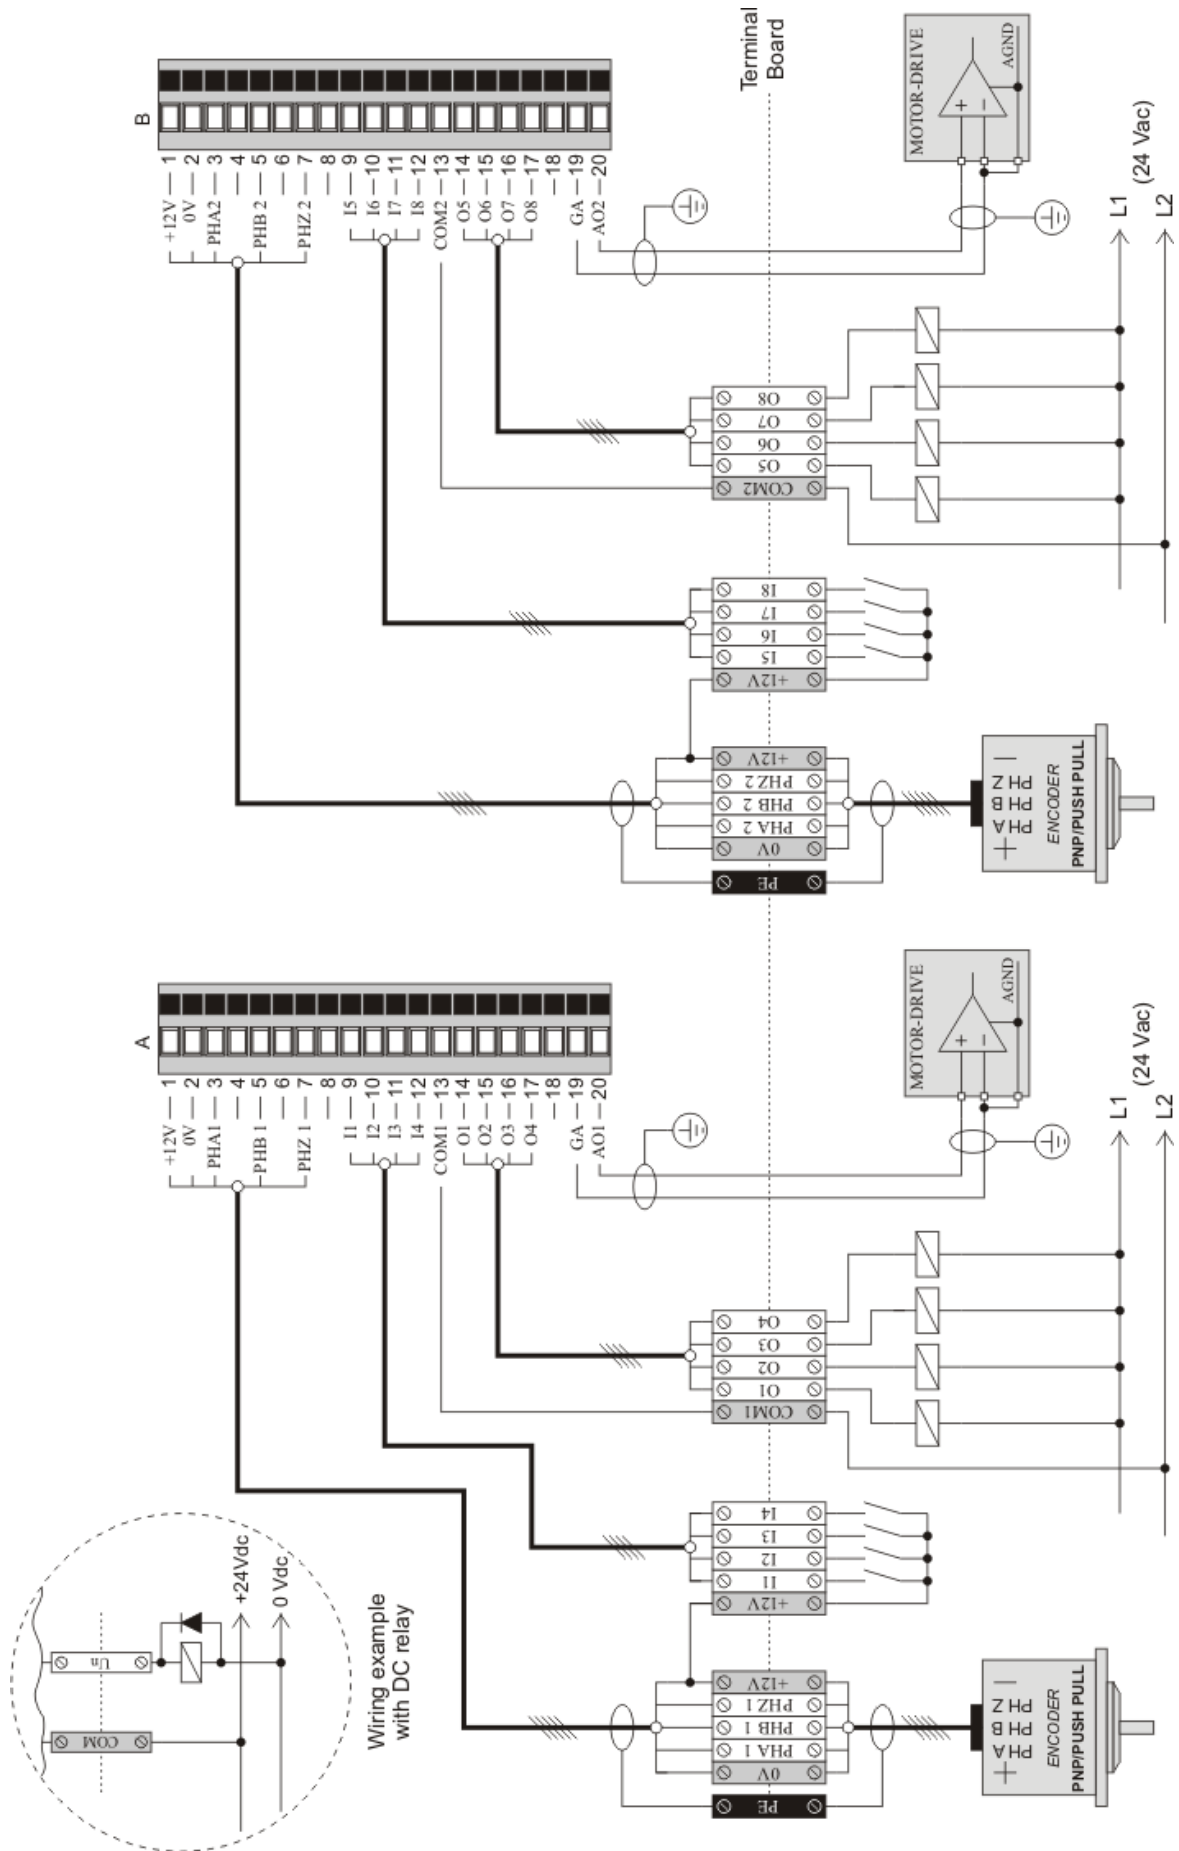 Terminal
Board
B
+12V — 1
0V — 2
PHA2 — 3
— 4
PHB 2 — 5
— 6
PHZ 2 — 7
— 8
I5 — 9
I6 — 10
I7 — 11
I8 — 12
COM2 — 13
O5 — 14
O6 — 15
O7 — 16
O8 — 17
— 18
GA — 19
AO2 — 20
MOTOR-DRIVE
+
−
AGND
L1
(24 Vac)
L2
O8
O7
O6
O5
COM2
I8
I7
I6
I5
+12V
+12V
PHZ 2
PHB 2
PHA 2
0V
PE
—
PH Z
PH B
PH A
+
ENCODER
PNP/PUSH PULL
A
+12V — 1
0V — 2
PHA1 — 3
— 4
PHB 1 — 5
— 6
PHZ 1 — 7
— 8
I1 — 9
I2 — 10
I3 — 11
I4 — 12
COM1 — 13
O1 — 14
O2 — 15
O3 — 16
O4 — 17
— 18
GA — 19
AO1 — 20
MOTOR-DRIVE
+
−
AGND
L1
(24 Vac)
L2
O4
O3
O2
O1
COM1
I4
I3
I2
I1
+12V
+12V
PHZ 1
PHB 1
PHA 1
0V
PE
—
PH Z
PH B
PH A
+
ENCODER
PNP/PUSH PULL
Un
COM
+24Vdc
0 Vdc
Wiring example
with DC relay